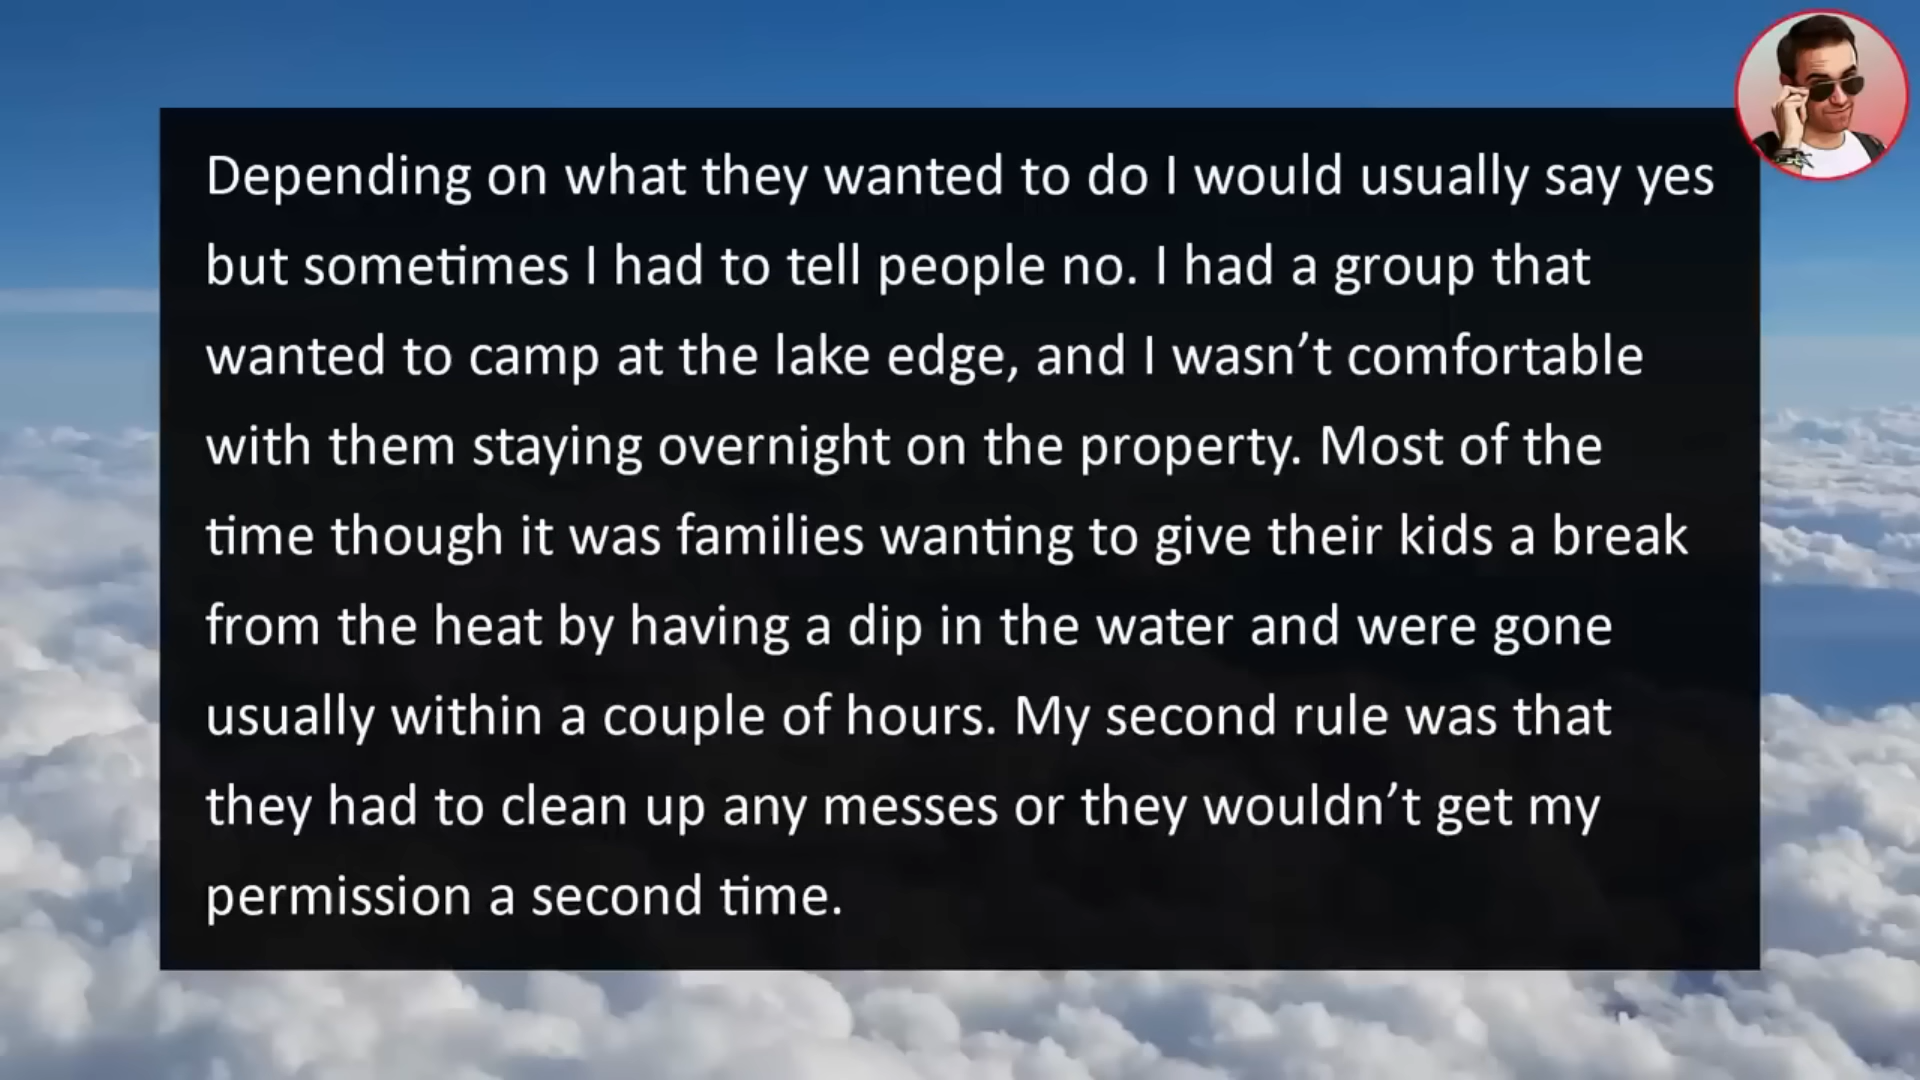 Depending on what they wanted to do I would usually say yes
but sometimes I had to tell people no. I had a group that
wanted to camp at the lake edge, and I wasn’t comfortable
with them staying overnight on the property. Most of the
time though it was families wanting to give their kids a break
from the heat by having a dip in the water and were gone
usually within a couple of hours. My second rule was that
they had to clean up any messes or they wouldn’t get my
permission a second time.